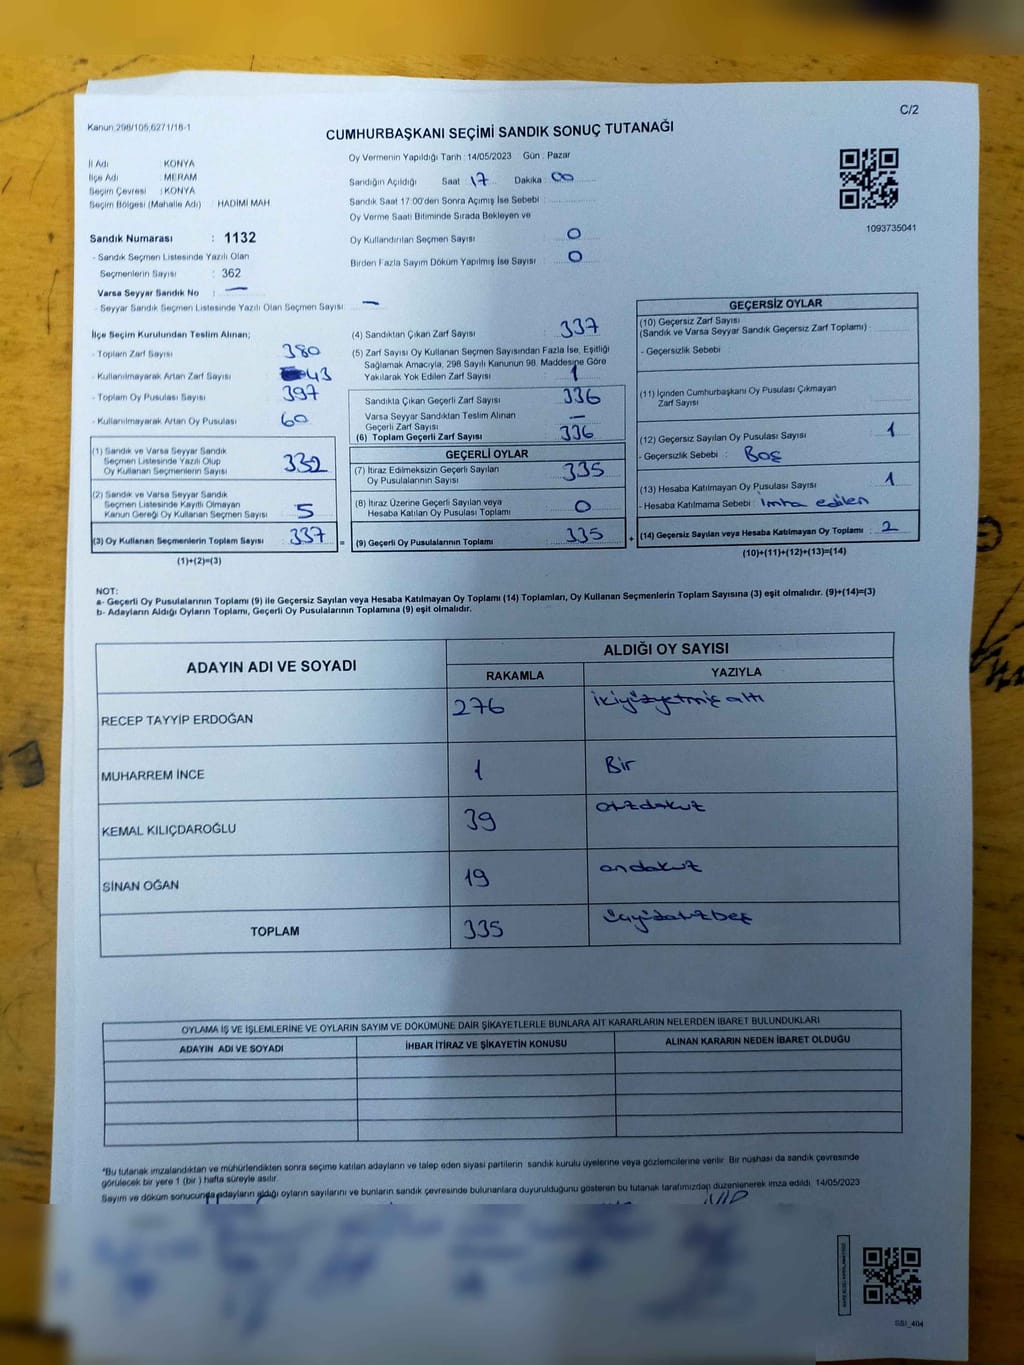 C/2
Kanun:298/105,6271/18-1
CUMHURBAŞKANI SEÇİMİ SANDIK SONUÇ TUTANAĞI
İl Adı : KONYA
İlçe Adı : MERAM
Seçim Çevresi : KONYA
Seçim Bölgesi (Mahalle Adı) : HADİMİ MAH
Sandık Numarası : 1132
- Sandık Seçmen Listesinde Yazılı Olan
Seçmenlerin Sayısı : 362
Varsa Seyyar Sandık No : —
- Seyyar Sandık Seçmen Listesinde Yazılı Olan Seçmen Sayısı: —
Oy Vermenin Yapıldığı Tarih : 14/05/2023 Gün : Pazar
Sandığın Açıldığı Saat : 17 Dakika : 00
Sandık Saat 17:00'den Sonra Açımış İse Sebebi :
Oy Verme Saati Bitiminde Sırada Bekleyen ve
Oy Kullandırılan Seçmen Sayısı : 0
Birden Fazla Sayım Döküm Yapılmış İse Sayısı : 0
1093735041
İlçe Seçim Kurulundan Teslim Alınan;
- Toplam Zarf Sayısı : 380
- Kullanılmayarak Artan Zarf Sayısı : 43
- Toplam Oy Pusulası Sayısı : 397
- Kullanılmayarak Artan Oy Pusulası : 60
(1) Sandık ve Varsa Seyyar Sandık
Seçmen Listesinde Yazılı Olup
Oy Kullanan Seçmenlerin Sayısı : 332
(2) Sandık ve Varsa Seyyar Sandık
Seçmen Listesinde Kayıtlı Olmayan
Kanun Gereği Oy Kullanan Seçmen Sayısı : 5
(3) Oy Kullanan Seçmenlerin Toplam Sayısı : 337 =
(1)+(2)=(3)
(4) Sandıktan Çıkan Zarf Sayısı : 337
(5) Zarf Sayısı Oy Kullanan Seçmen Sayısından Fazla İse, Eşitliği
Sağlamak Amacıyla, 298 Sayılı Kanunun 98. Maddesine Göre
Yakılarak Yok Edilen Zarf Sayısı : 1
Sandıkta Çıkan Geçerli Zarf Sayısı : 336
Varsa Seyyar Sandıktan Teslim Alınan
Geçerli Zarf Sayısı : —
(6) Toplam Geçerli Zarf Sayısı : 336
GEÇERLİ OYLAR
(7) İtiraz Edilmeksizin Geçerli Sayılan
Oy Pusulalarının Sayısı : 335
(8) İtiraz Üzerine Geçerli Sayılan veya
Hesaba Katılan Oy Pusulası Toplamı : 0
(9) Geçerli Oy Pusulalarının Toplamı : 335 +
GEÇERSİZ OYLAR
(10) Geçersiz Zarf Sayısı
(Sandık ve Varsa Seyyar Sandık Geçersiz Zarf Toplamı) :
- Geçersizlik Sebebi :
(11) İçinden Cumhurbaşkanı Oy Pusulası Çıkmayan
Zarf Sayısı :
(12) Geçersiz Sayılan Oy Pusulası Sayısı : 1
- Geçersizlik Sebebi : Boş
(13) Hesaba Katılmayan Oy Pusulası Sayısı : 1
- Hesaba Katılmama Sebebi : imha edilen
(14) Geçersiz Sayılan veya Hesaba Katılmayan Oy Toplamı : 2
(10)+(11)+(12)+(13)=(14)
NOT:
a- Geçerli Oy Pusulalarının Toplamı (9) ile Geçersiz Sayılan veya Hesaba Katılmayan Oy Toplamı (14) Toplamları, Oy Kullanan Seçmenlerin Toplam Sayısına (3) eşit olmalıdır. (9)+(14)=(3)
b- Adayların Aldığı Oyların Toplamı, Geçerli Oy Pusulalarının Toplamına (9) eşit olmalıdır.
ADAYIN ADI VE SOYADI ALDIĞI OY SAYISI
RAKAMLA YAZIYLA
RECEP TAYYİP ERDOĞAN 276 ikiyüzyetmişaltı
MUHARREM İNCE 1 Bir
KEMAL KILIÇDAROĞLU 39 otuzdokuz
SİNAN OĞAN 19 ondokuz
TOPLAM 335 üçyüzotuzbeş
OYLAMA İŞ VE İŞLEMLERİNE VE OYLARIN SAYIM VE DÖKÜMÜNE DAİR ŞİKAYETLERLE BUNLARA AİT KARARLARIN NELERDEN İBARET BULUNDUKLARI
ADAYIN ADI VE SOYADI İHBAR İTİRAZ VE ŞİKAYETİN KONUSU ALINAN KARARIN NEDEN İBARET OLDUĞU
*Bu tutanak imzalandıktan ve mühürlendikten sonra seçime katılan adayların ve talep eden siyasi partilerin sandık kurulu üyelerine veya gözlemcilerine verilir. Bir nüshası da sandık çevresinde
görülecek bir yere 1 (bir ) hafta süreyle asılır.
Sayım ve döküm sonucunda adayların aldığı oyların sayılarını ve bunların sandık çevresinde bulunanlara duyurulduğunu gösteren bu tutanak tarafımızdan düzenlenerek imza edildi. 14/05/2023
SSİ_404